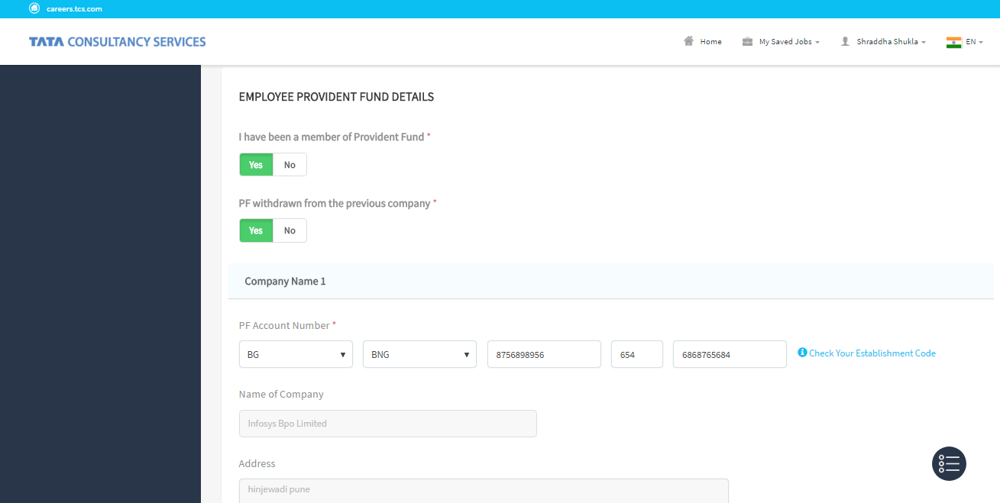 careers.tcs.com
TATA CONSULTANCY SERVICES
Home My Saved Jobs Shraddha Shukla EN
EMPLOYEE PROVIDENT FUND DETAILS
I have been a member of Provident Fund *
Yes No
PF withdrawn from the previous company *
Yes No
Company Name 1
PF Account Number *
BG BNG 8756898956 654 6868765684 Check Your Establishment Code
Name of Company
Infosys Bpo Limited
Address
hinjewadi pune